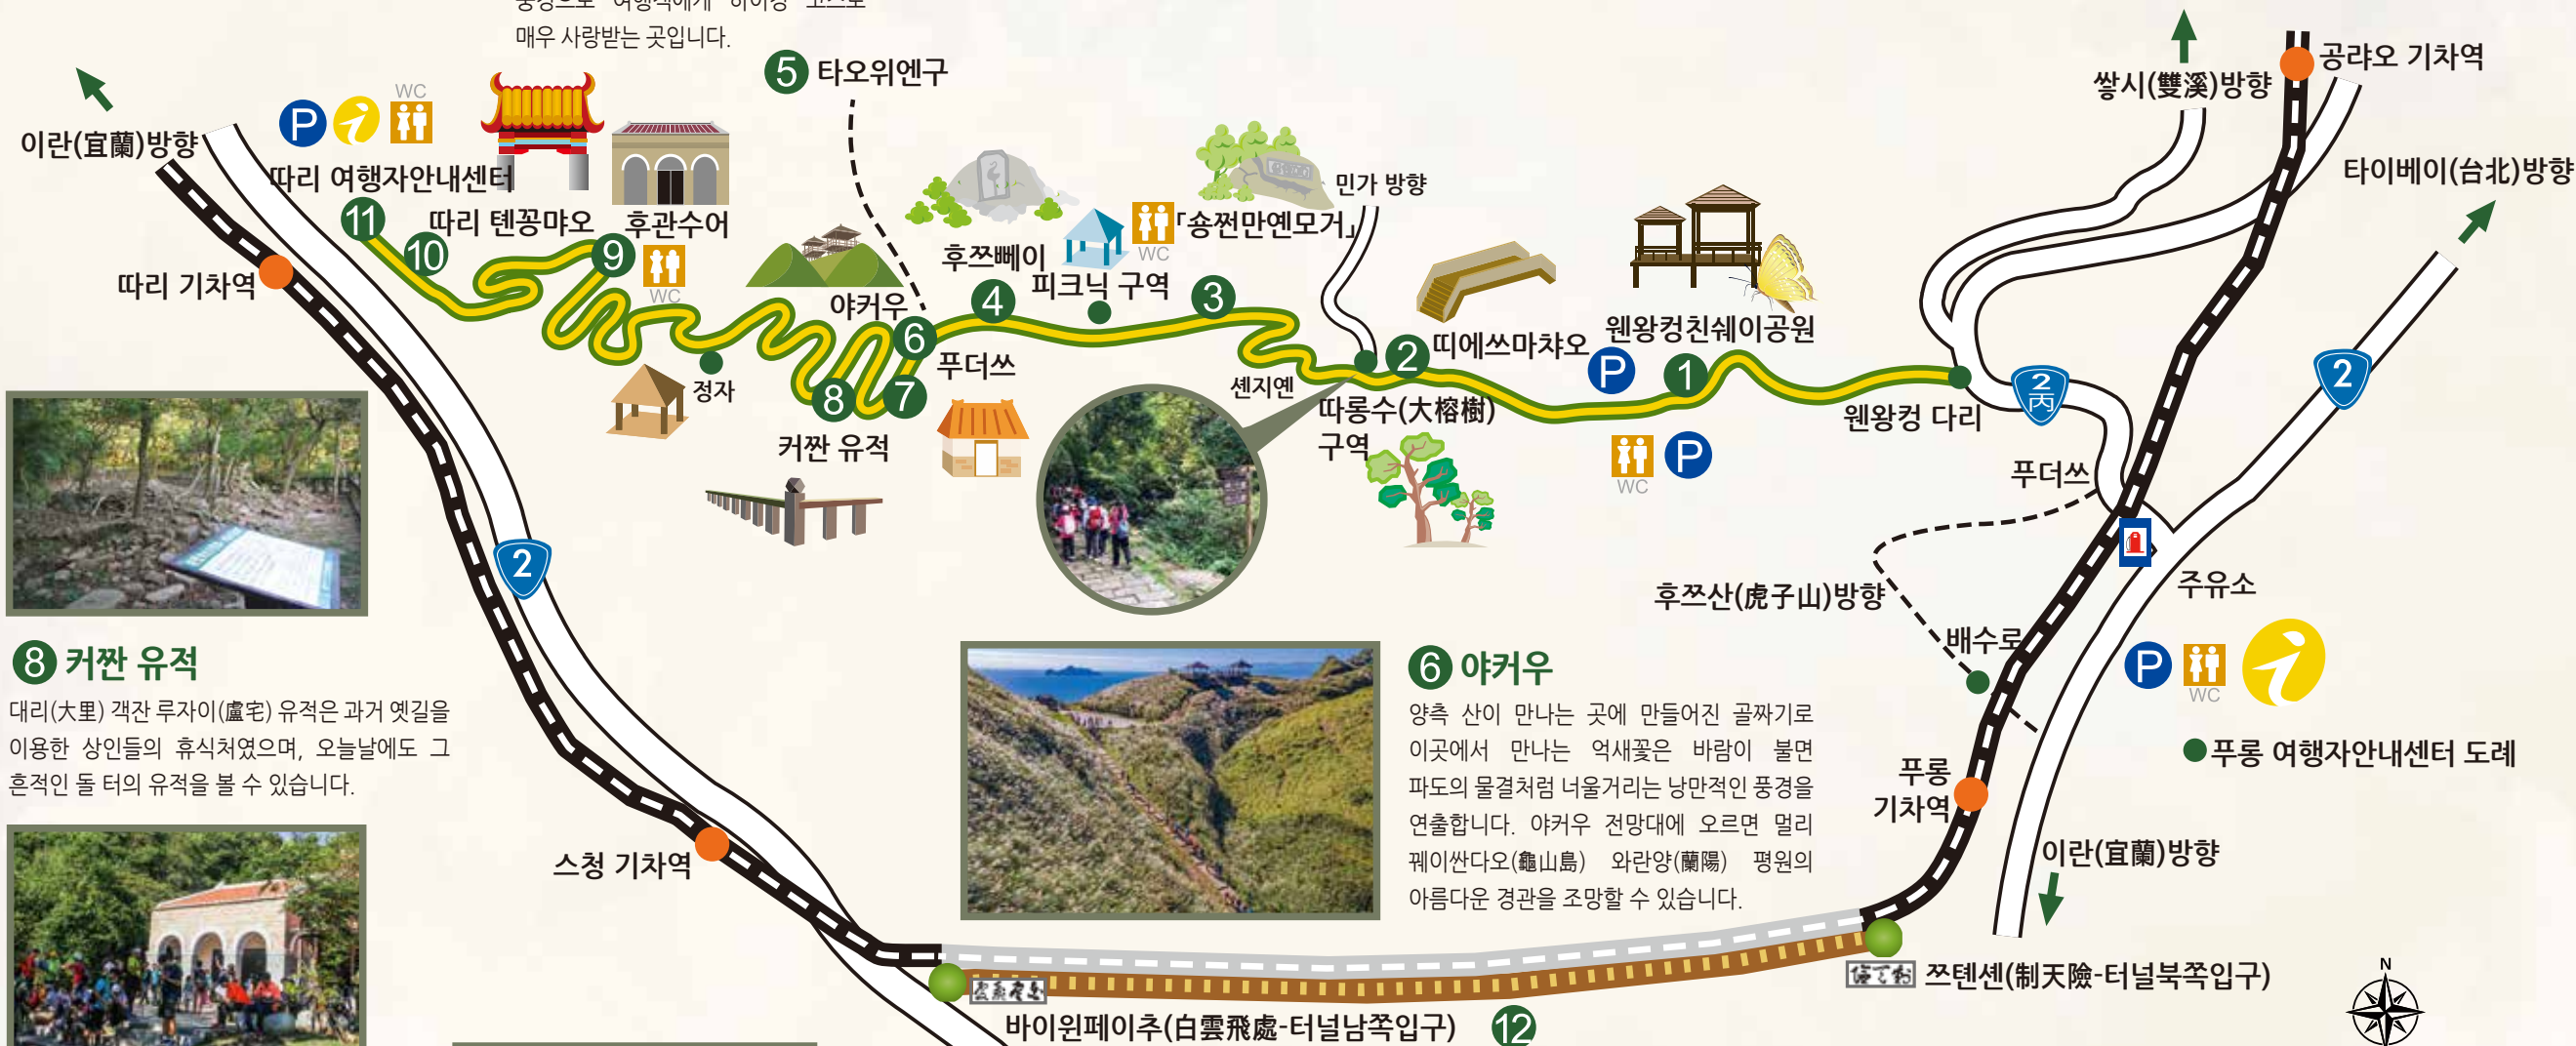 매우 사랑받는 곳입니다.
5 타오위엔구
공랴오 기차역
쌓시(雙溪)방향
타이베이(台北)방향
이란(宜蘭)방향
P
WC
따리 여행자안내센터
11
10
따리 톈꽁먀오
후관수어
9
WC
따리 기차역
야커우
후쯔뻬이
4
피크닉 구역
WC
「숑쩐만옌모거」
3
민가 방향
6
푸더쓰
7
8
정자
커짠 유적
셴지옌
2
띠에쓰마챠오
따롱수(大榕樹)
구역
웬왕컹친쉐이공원
P
1
WC
P
웬왕컹 다리
2
丙
2
푸더쓰
주유소
후쯔산(虎子山)방향
배수로
P
WC
푸롱 여행자안내센터 도례
푸롱
기차역
이란(宜蘭)방향
2
스청 기차역
8 커짠 유적
대리(大里) 객잔 루자이(盧宅) 유적은 과거 옛길을
이용한 상인들의 휴식처였으며, 오늘날에도 그
흔적인 돌 터의 유적을 볼 수 있습니다.
6 야커우
양측 산이 만나는 곳에 만들어진 골짜기로
이곳에서 만나는 억새꽃은 바람이 불면
파도의 물결처럼 너울거리는 낭만적인 풍경을
연출합니다. 야커우 전망대에 오르면 멀리
꿰이싼다오(龜山島) 와란양(蘭陽) 평원의
아름다운 경관을 조망할 수 있습니다.
쯔톈셴(制天險-터널북쪽입구)
바이윈페이추(白雲飛處-터널남쪽입구)
12
N